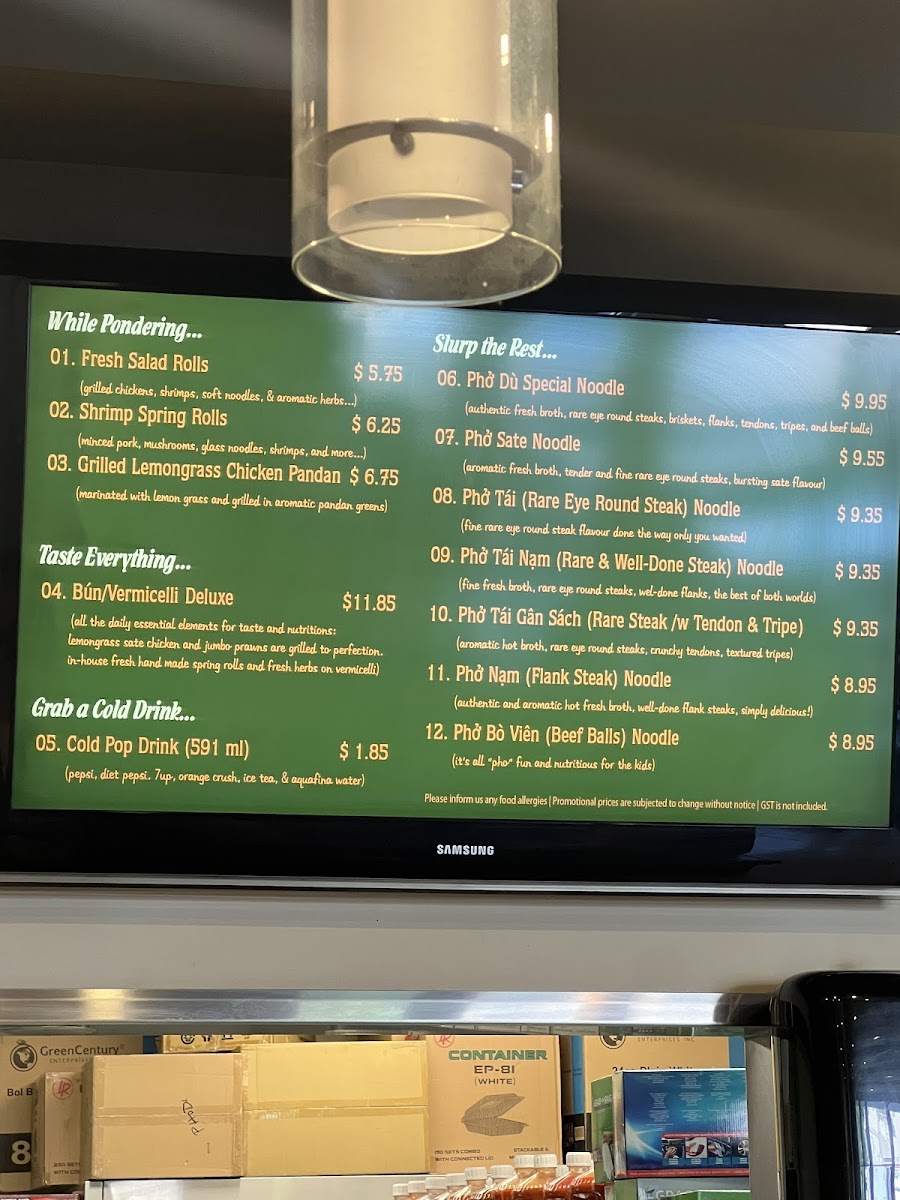 While Pondering...
01. Fresh Salad Rolls $ 5.75
(grilled chickens, shrimps, soft noodles, & aromatic herbs...)
02. Shrimp Spring Rolls $ 6.25
(minced pork, mushrooms, glass noodles, shrimps, and more...)
03. Grilled Lemongrass Chicken Pandan $ 6.75
(marinated with lemon grass and grilled in aromatic pandan greens)
Taste Everything...
04. Bún/Vermicelli Deluxe $11.85
(all the daily essential elements for taste and nutritions:
lemongrass sate chicken and jumbo prawns are grilled to perfection.
in-house fresh hand made spring rolls and fresh herbs on vermicelli)
Grab a Cold Drink...
05. Cold Pop Drink (591 ml) $ 1.85
(pepsi, diet pepsi. 7up, orange crush, ice tea, & aquafina water)
Slurp the Rest...
06. Phở Dù Special Noodle $ 9.95
(authentic fresh broth, rare eye round steaks, briskets, flanks, tendons, tripes, and beef balls)
07. Phở Sate Noodle $ 9.55
(aromatic fresh broth, tender and fine rare eye round steaks, bursting sate flavour)
08. Phở Tái (Rare Eye Round Steak) Noodle $ 9.35
(fine rare eye round steak flavour done the way only you wanted)
09. Phở Tái Nạm (Rare & Well-Done Steak) Noodle $ 9.35
(fine fresh broth, rare eye round steaks, wel-done flanks, the best of both worlds)
10. Phở Tái Gân Sách (Rare Steak /w Tendon & Tripe) $ 9.35
(aromatic hot broth, rare eye round steaks, crunchy tendons, textured tripes)
11. Phở Nạm (Flank Steak) Noodle $ 8.95
(authentic and aromatic hot fresh broth, well-done flank steaks, simply delicious!)
12. Phở Bò Viên (Beef Balls) Noodle $ 8.95
(it's all "pho" fun and nutritious for the kids)
Please inform us any food allergies | Promotional prices are subjected to change without notice | GST is not included.
SAMSUNG
GreenCentury
ENTERPRISES
Bol B
8
CONTAINER
EP-81
(WHITE)
150 SETS COMBO
WITH CONNECTED LID
STACKABLE &
ENTERPRISES INC.